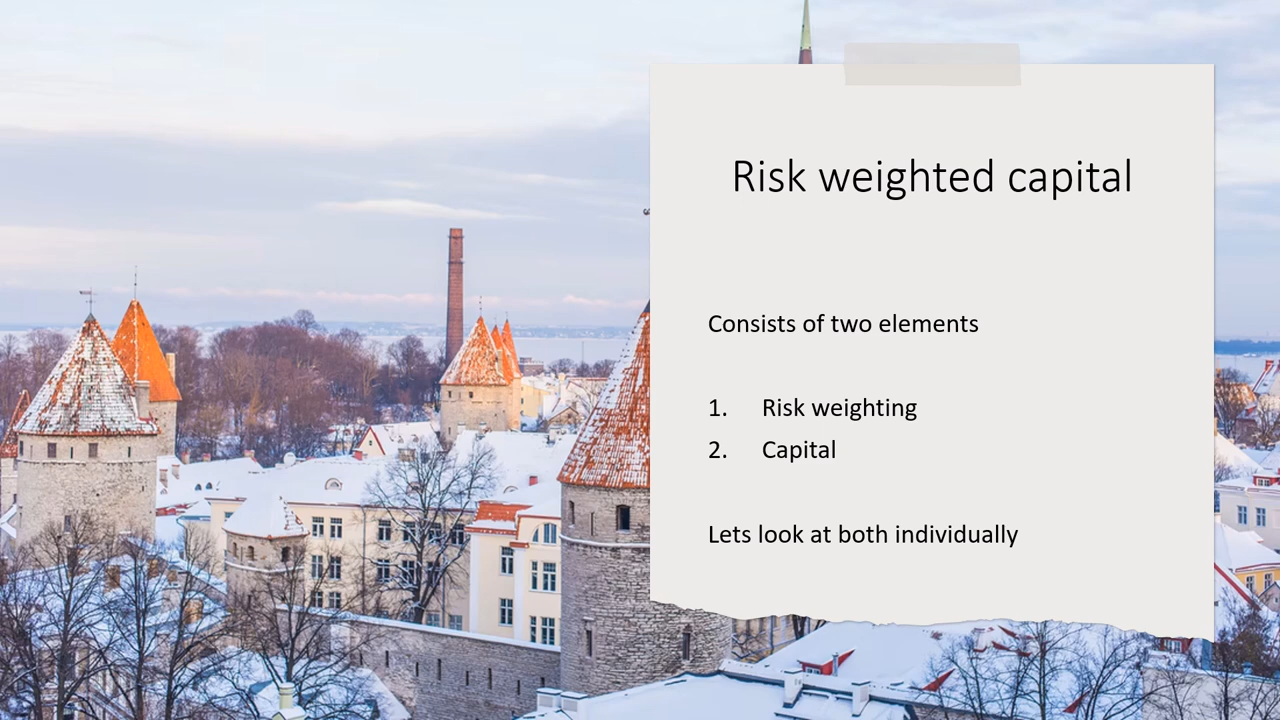 Risk weighted capital
Consists of two elements
1. Risk weighting
2. Capital
Lets look at both individually